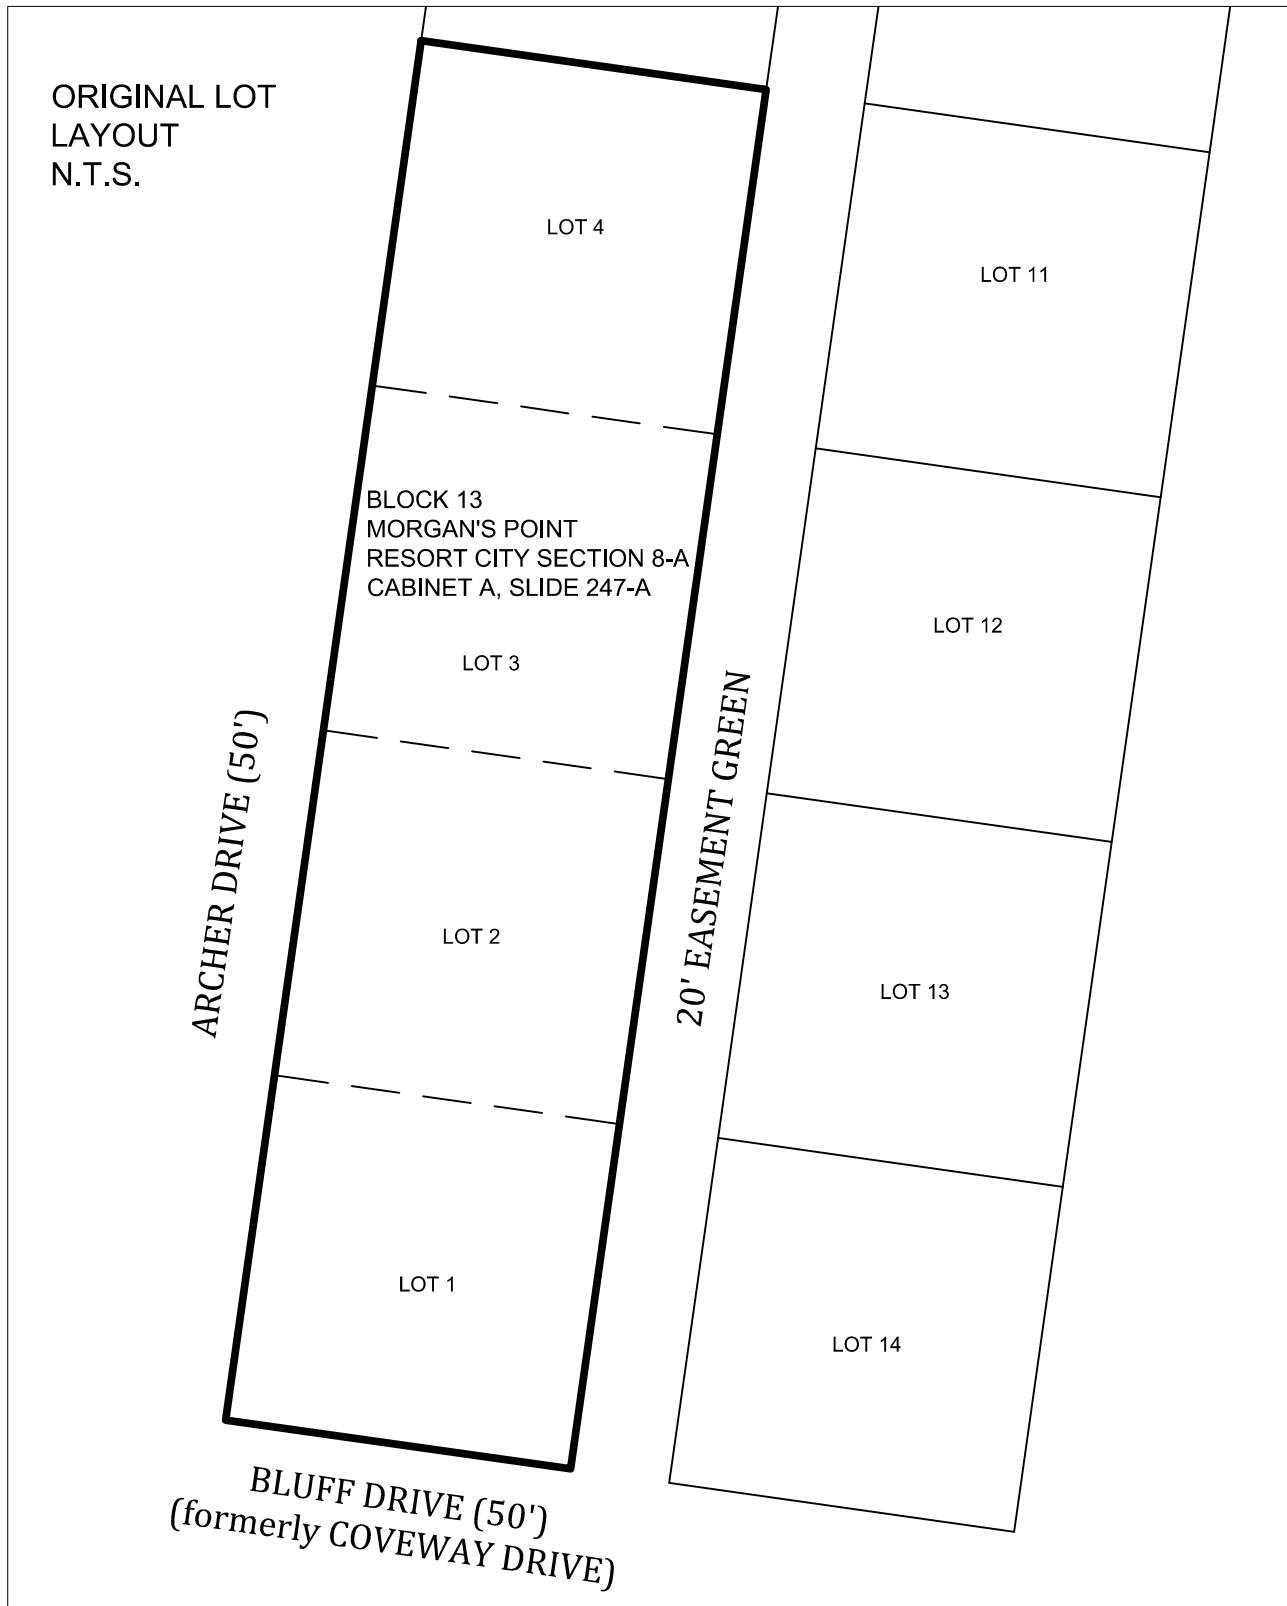 ORIGINAL LOT
LAYOUT
N.T.S.
LOT 4
LOT 11
BLOCK 13
MORGAN'S POINT
RESORT CITY SECTION 8-A
CABINET A, SLIDE 247-A
LOT 12
LOT 3
ARCHER DRIVE (50')
20' EASEMENT GREEN
LOT 2
LOT 13
LOT 1
LOT 14
BLUFF DRIVE (50')
(formerly COVEWAY DRIVE)